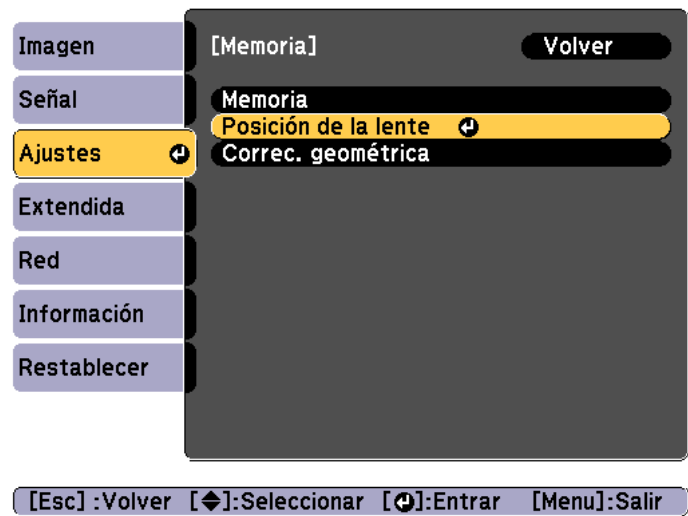 Imagen
Señal
Ajustes
Extendida
Red
Información
Restablecer
[Memoria] Volver
Memoria
Posición de la lente
Correc. geométrica
[Esc] :Volver [◆]:Seleccionar [↵]:Entrar [Menu]:Salir